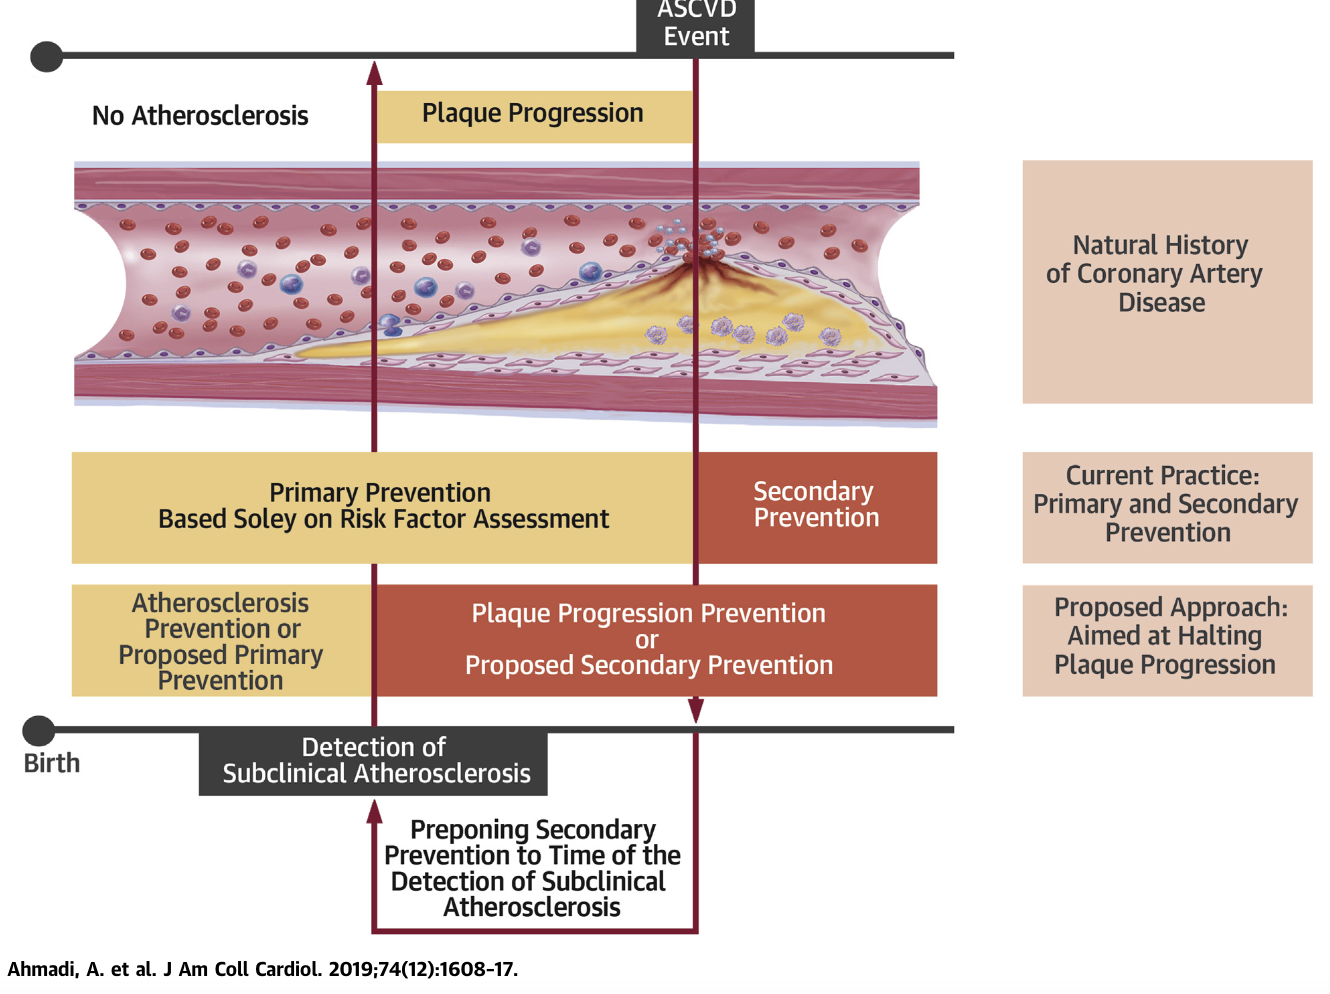 ASCVD
Event
No Atherosclerosis
Plaque Progression
Natural History
of Coronary Artery
Disease
Primary Prevention
Based Soley on Risk Factor Assessment
Secondary
Prevention
Current Practice:
Primary and Secondary
Prevention
Atherosclerosis
Prevention or
Proposed Primary
Prevention
Plaque Progression Prevention
or
Proposed Secondary Prevention
Proposed Approach:
Aimed at Halting
Plaque Progression
Birth
Detection of
Subclinical Atherosclerosis
Preponing Secondary
Prevention to Time of the
Detection of Subclinical
Atherosclerosis
Ahmadi, A. et al. J Am Coll Cardiol. 2019;74(12):1608–17.